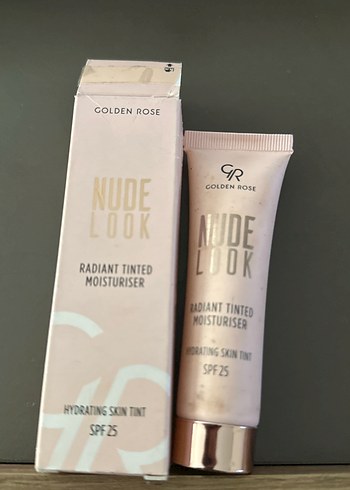 GOLDEN ROSE
NUDE
LOOK
RADIANT TINTED
MOISTURISER
HYDRATING SKIN TINT
SPF 25
GR
GOLDEN ROSE
NUDE
LOOK
RADIANT TINTED
MOISTURISER
HYDRATING SKIN TINT
SPF 25